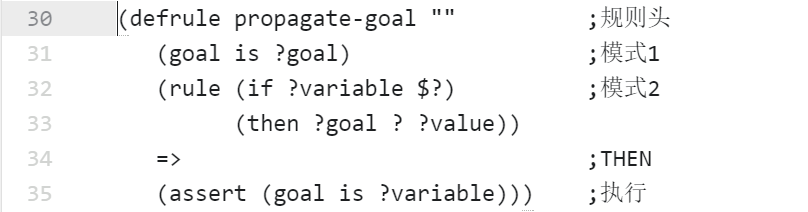 30 (defrule propagate-goal "" ;规则头
31 (goal is ?goal) ;模式1
32 (rule (if ?variable $?) ;模式2
33 (then ?goal ? ?value))
34 => ;THEN
35 (assert (goal is ?variable))) ;执行